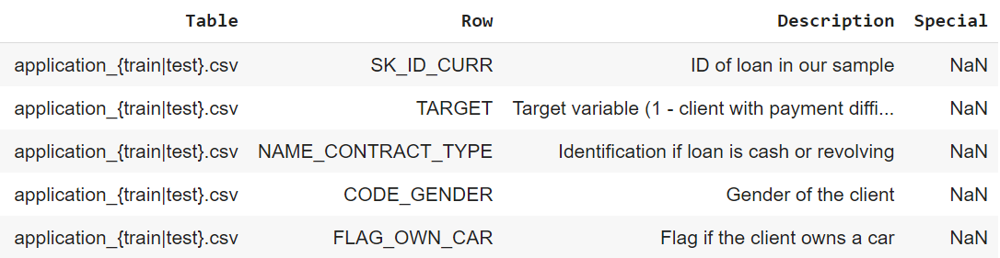 Table Row Description Special
application_{train|test}.csv SK_ID_CURR ID of loan in our sample NaN
application_{train|test}.csv TARGET Target variable (1 - client with payment diffi... NaN
application_{train|test}.csv NAME_CONTRACT_TYPE Identification if loan is cash or revolving NaN
application_{train|test}.csv CODE_GENDER Gender of the client NaN
application_{train|test}.csv FLAG_OWN_CAR Flag if the client owns a car NaN